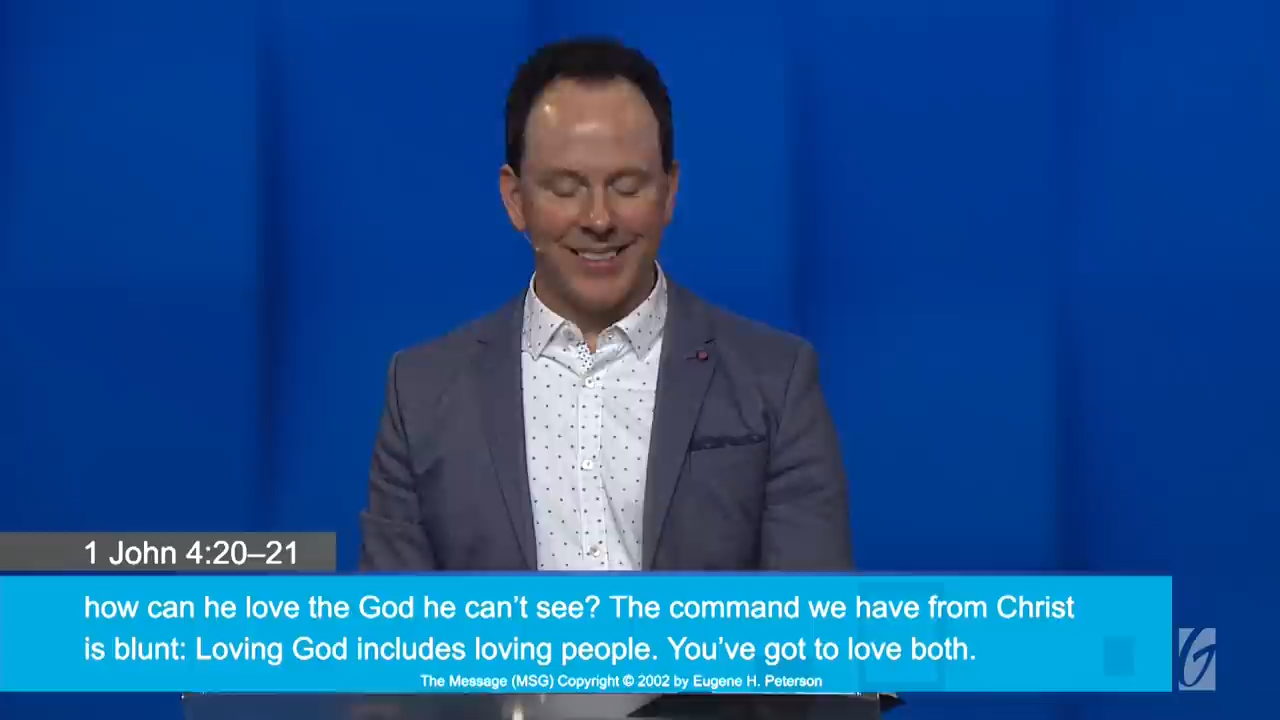 1 John 4:20–21
how can he love the God he can’t see? The command we have from Christ
is blunt: Loving God includes loving people. You’ve got to love both.
The Message (MSG) Copyright © 2002 by Eugene H. Peterson
G